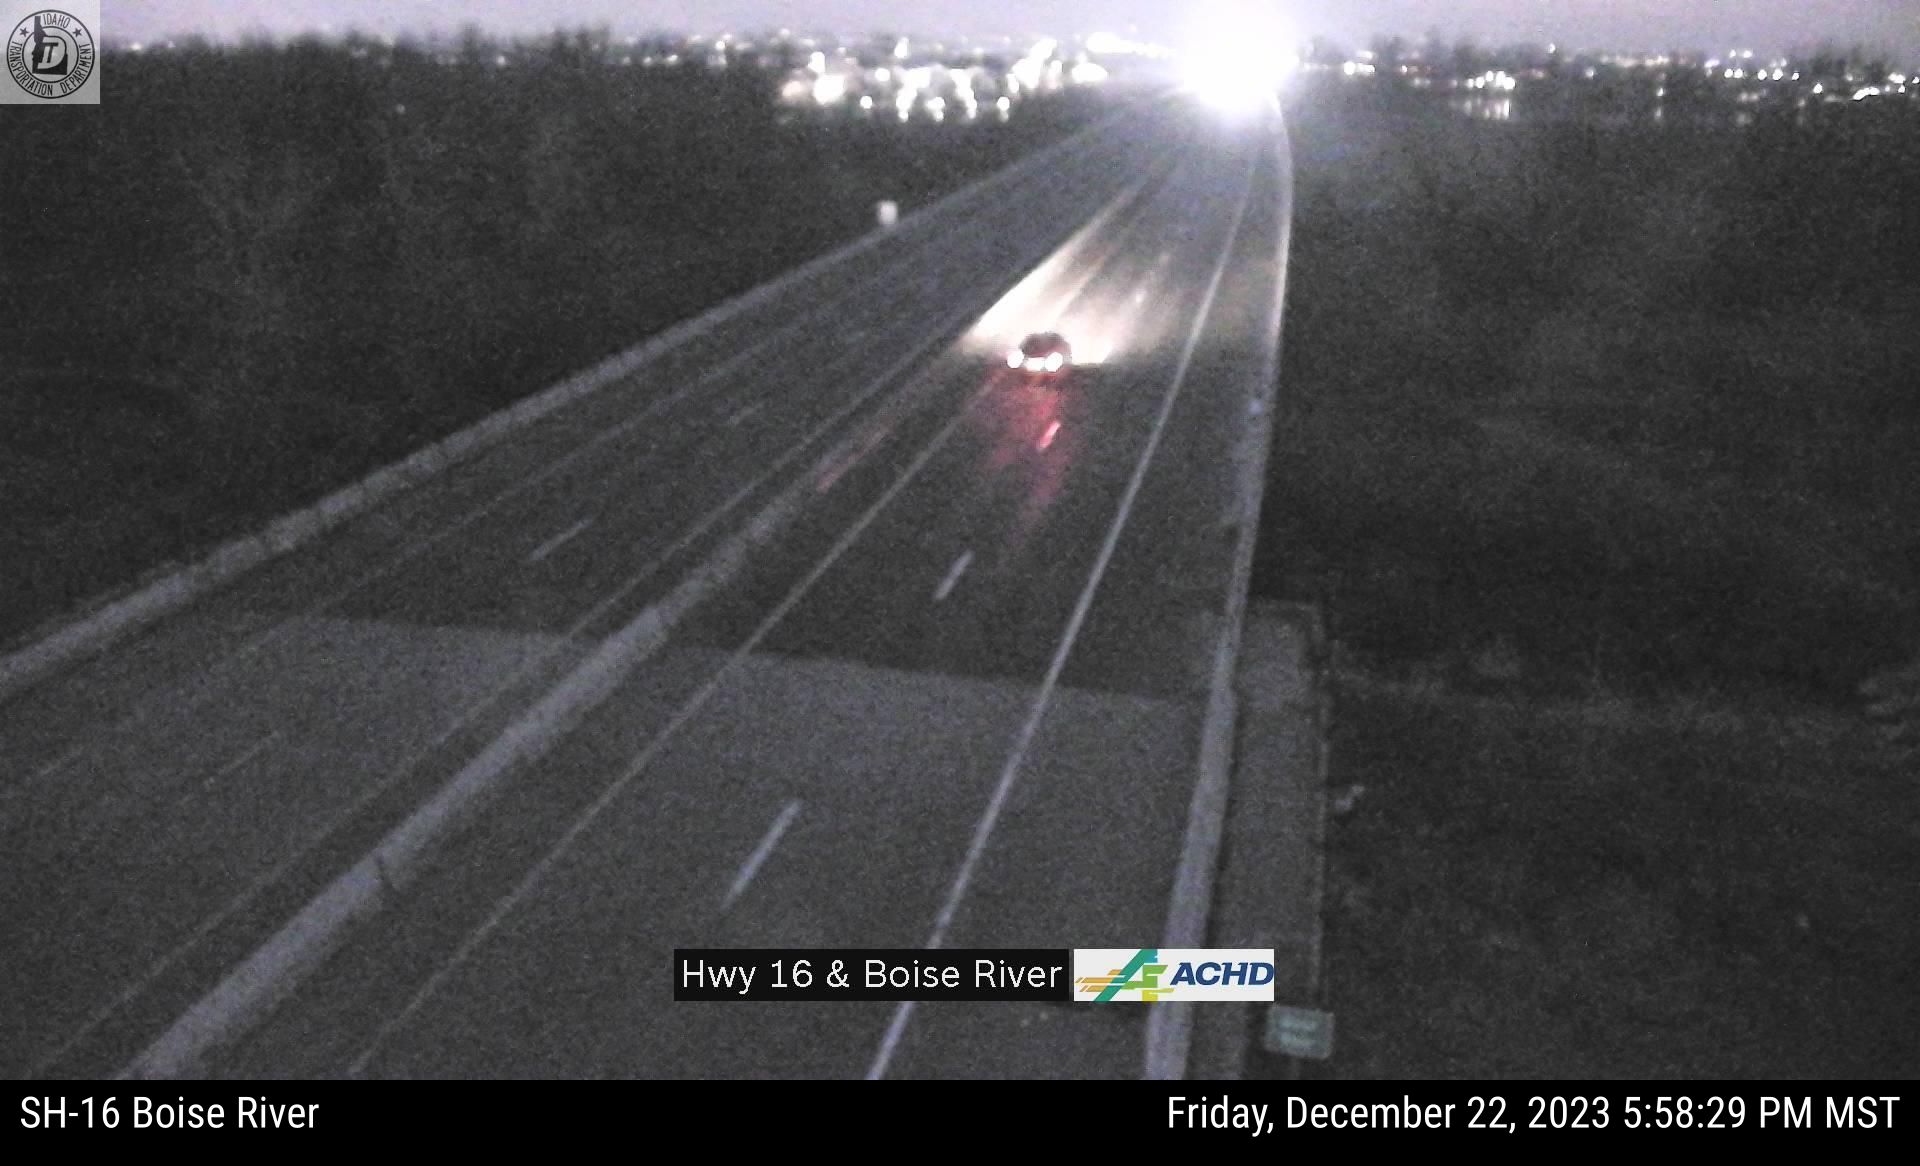 IDAHO
TRANSPORTATION DEPARTMENT
Hwy 16 & Boise River
ACHD
SH-16 Boise River
Friday, December 22, 2023 5:58:29 PM MST